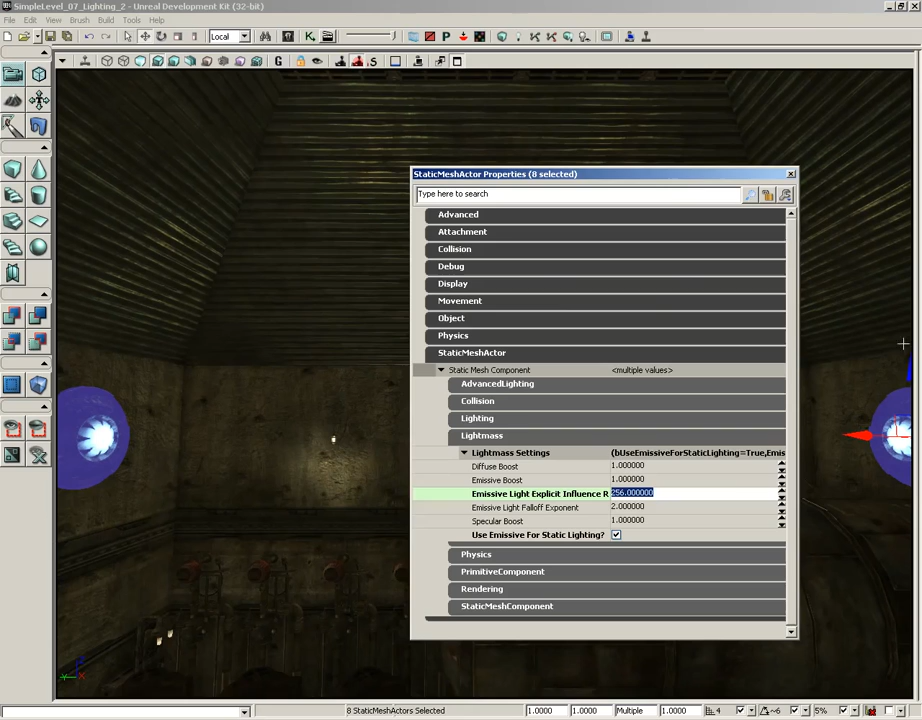 SimpleLevel_07_Lighting_2 - Unreal Development Kit (32-bit)
File Edit View Brush Build Tools Help
Local
G
StaticMeshActor Properties (8 selected)
Type here to search
Advanced
Attachment
Collision
Debug
Display
Movement
Object
Physics
StaticMeshActor
Static Mesh Component <multiple values>
AdvancedLighting
Collision
Lighting
Lightmass
Lightmass Settings (bUseEmissiveForStaticLighting=True,Emis
Diffuse Boost 1.000000
Emissive Boost 1.000000
Emissive Light Explicit Influence R 256.000000
Emissive Light Falloff Exponent 2.000000
Specular Boost 1.000000
Use Emissive For Static Lighting?
Physics
PrimitiveComponent
Rendering
StaticMeshComponent
Z
Y X
8 StaticMeshActors Selected 1.0000 1.0000 Multiple 1.0000 4 ~6 5%